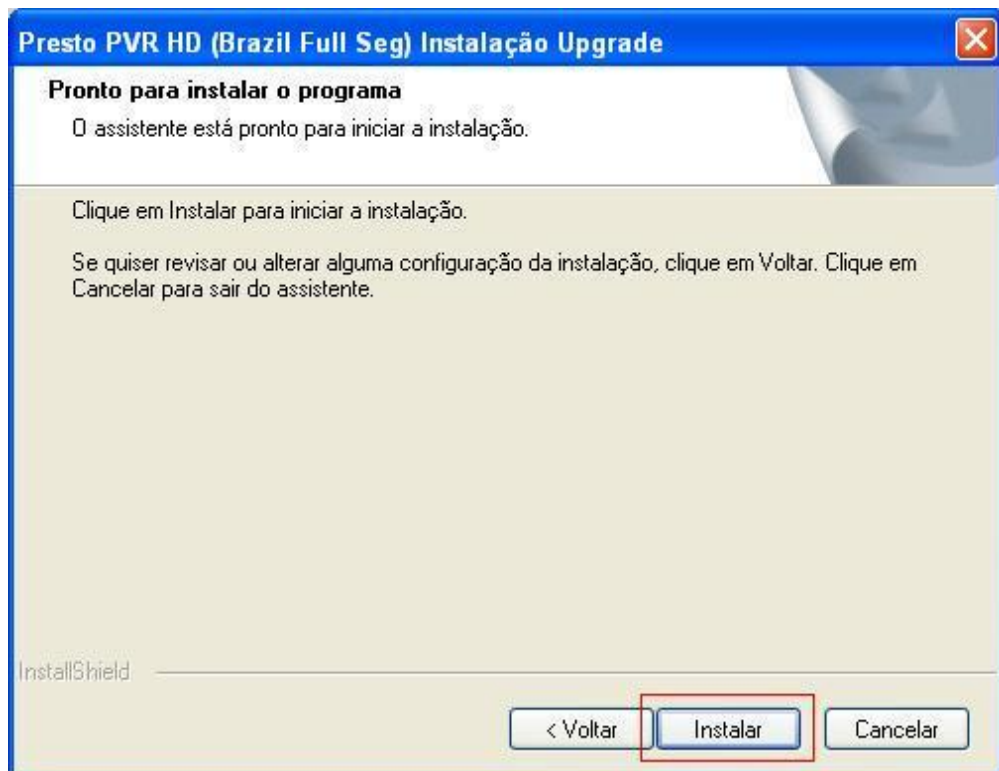 Presto PVR HD (Brazil Full Seg) Instalação Upgrade
Pronto para instalar o programa
O assistente está pronto para iniciar a instalação.
Clique em Instalar para iniciar a instalação.
Se quiser revisar ou alterar alguma configuração da instalação, clique em Voltar. Clique em
Cancelar para sair do assistente.
InstallShield
< Voltar
Instalar
Cancelar